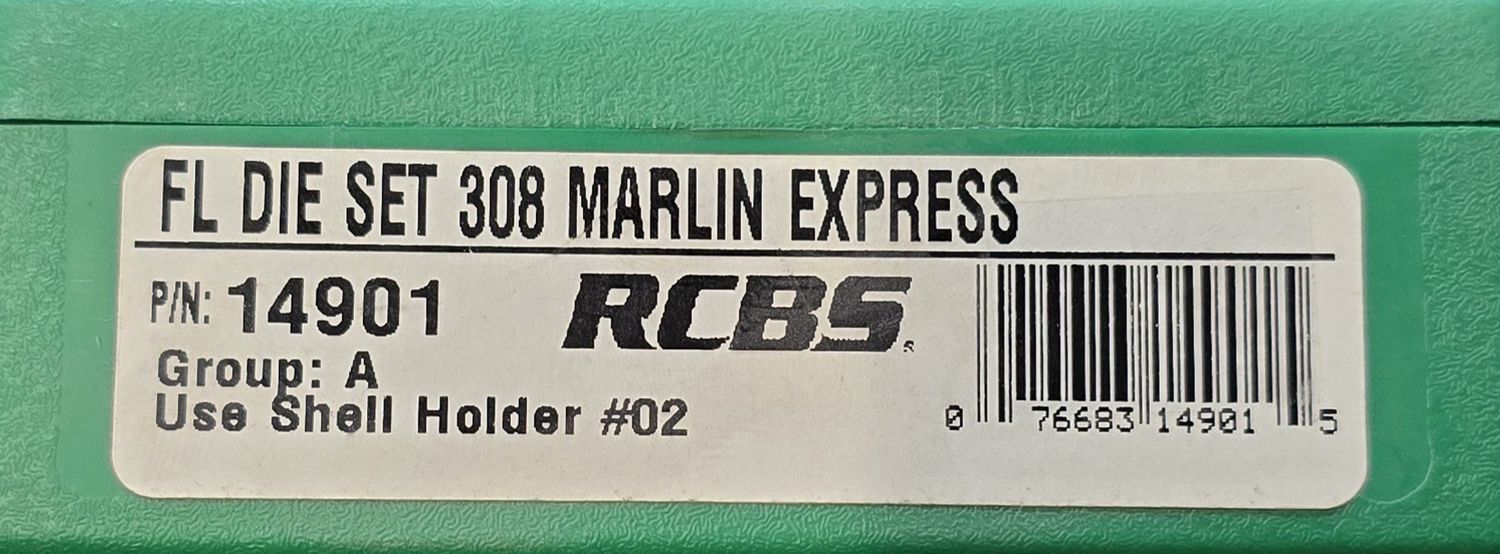 FL DIE SET 308 MARLIN EXPRESS
P/N: 14901
RCBS
Group: A
Use Shell Holder #02
0 76683 14901 5